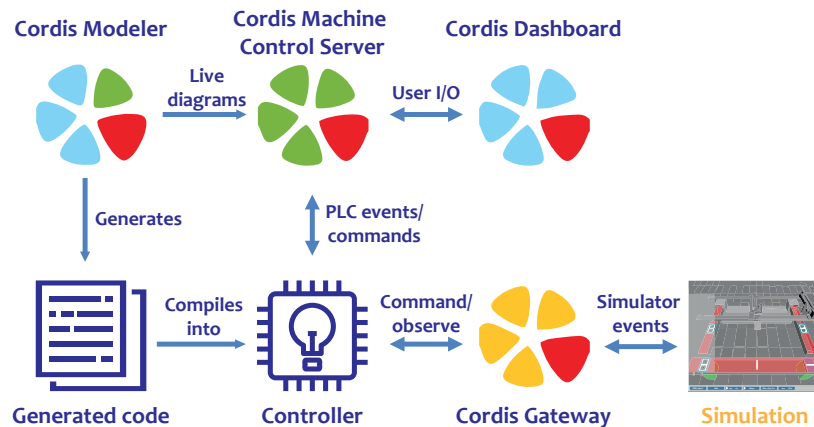 Cordis Modeler
Cordis Machine
Control Server
Cordis Dashboard
Live
diagrams
User I/O
Generates
PLC events/
commands
Compiles
into
Command/
observe
Simulator
events
Generated code
Controller
Cordis Gateway
Simulation